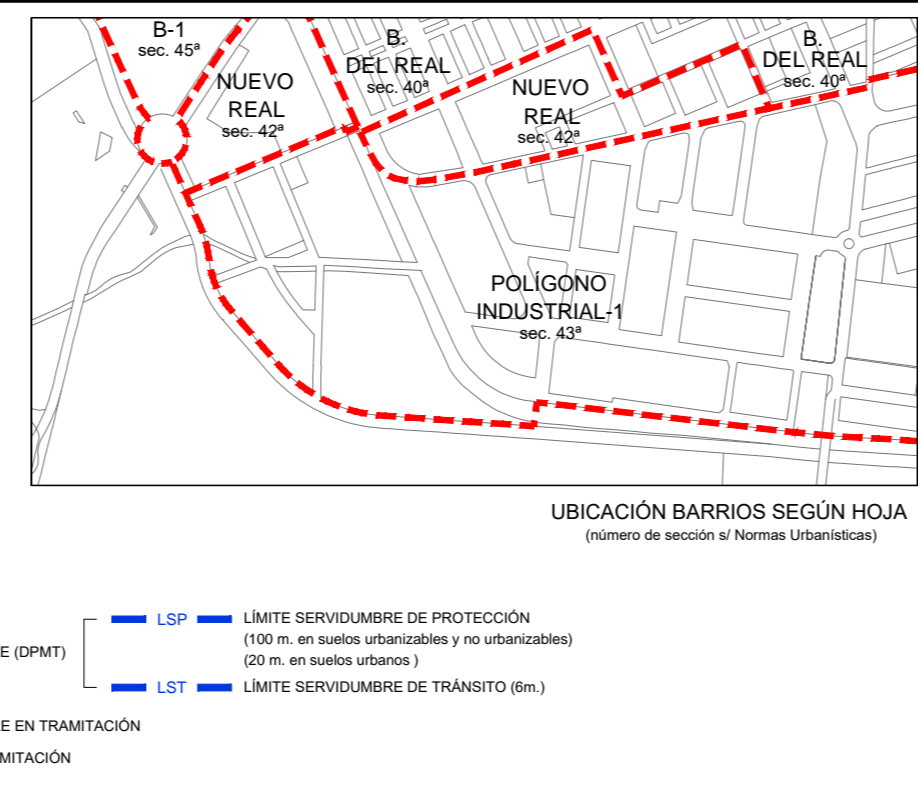 B-1
sec. 45ª
NUEVO
REAL
sec. 42ª
B.
DEL REAL
sec. 40ª
NUEVO
REAL
sec. 42ª
B.
DEL REAL
sec. 40ª
POLÍGONO
INDUSTRIAL-1
sec. 43ª
UBICACIÓN BARRIOS SEGÚN HOJA
(número de sección s/ Normas Urbanísticas)
E (DPMT)
LSP LÍMITE SERVIDUMBRE DE PROTECCIÓN
(100 m. en suelos urbanizables y no urbanizables)
(20 m. en suelos urbanos )
LST LÍMITE SERVIDUMBRE DE TRÁNSITO (6m.)
E EN TRAMITACIÓN
MITACIÓN